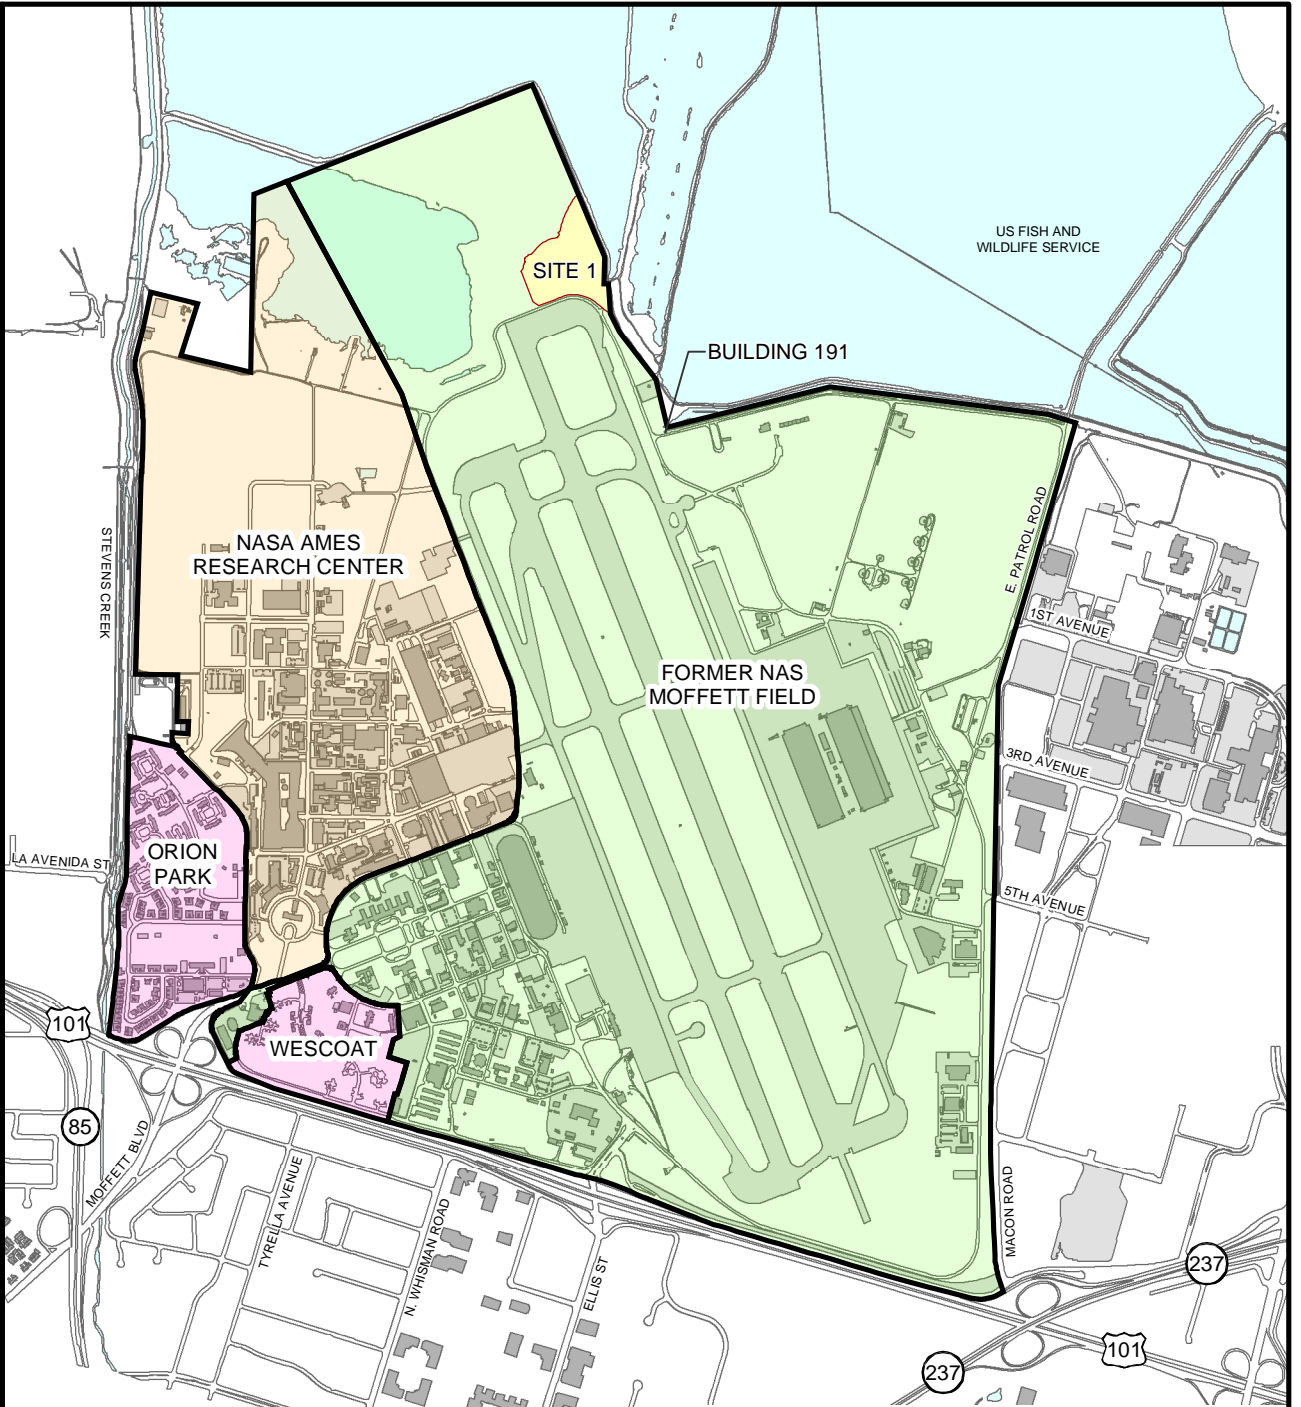 US FISH AND
WILDLIFE SERVICE
SITE 1
BUILDING 191
E. PATROL ROAD
STEVENS CREEK
NASA AMES
RESEARCH CENTER
1ST AVENUE
FORMER NAS
MOFFETT FIELD
3RD AVENUE
ORION
PARK
LA AVENIDA ST
5TH AVENUE
101
WESCOAT
85
MOFFETT BLVD
TYRELLA AVENUE
N. WHISMAN ROAD
ELLIS ST
MACON ROAD
237
101
237